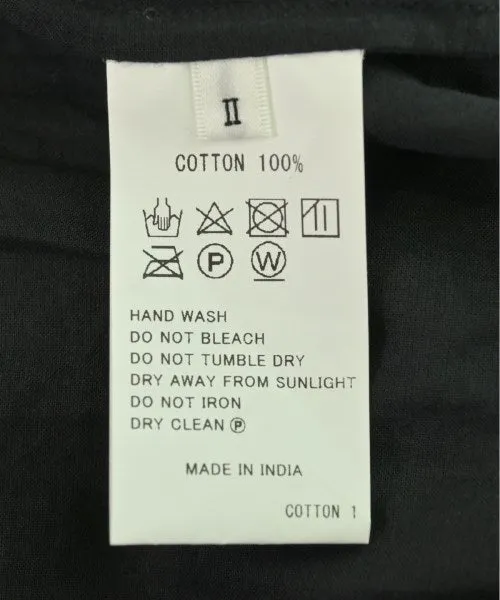 II
COTTON 100%
P W
HAND WASH
DO NOT BLEACH
DO NOT TUMBLE DRY
DRY AWAY FROM SUNLIGHT
DO NOT IRON
DRY CLEAN Ⓟ
MADE IN INDIA
COTTON 1